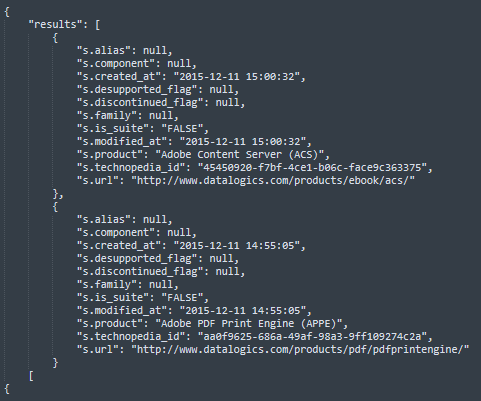 {
"results": [
{
"s.alias": null,
"s.component": null,
"s.created_at": "2015-12-11 15:00:32",
"s.desupported_flag": null,
"s.discontinued_flag": null,
"s.family": null,
"s.is_suite": "FALSE",
"s.modified_at": "2015-12-11 15:00:32",
"s.product": "Adobe Content Server (ACS)",
"s.technopedia_id": "45450920-f7bf-4ce1-b06c-face9c363375",
"s.url": "http://www.datalogics.com/products/ebook/acs/"
},
{
"s.alias": null,
"s.component": null,
"s.created_at": "2015-12-11 14:55:05",
"s.desupported_flag": null,
"s.discontinued_flag": null,
"s.family": null,
"s.is_suite": "FALSE",
"s.modified_at": "2015-12-11 14:55:05",
"s.product": "Adobe PDF Print Engine (APPE)",
"s.technopedia_id": "aa0f9625-686a-49af-98a3-9ff109274c2a",
"s.url": "http://www.datalogics.com/products/pdf/pdfprintengine/"
}
[
{